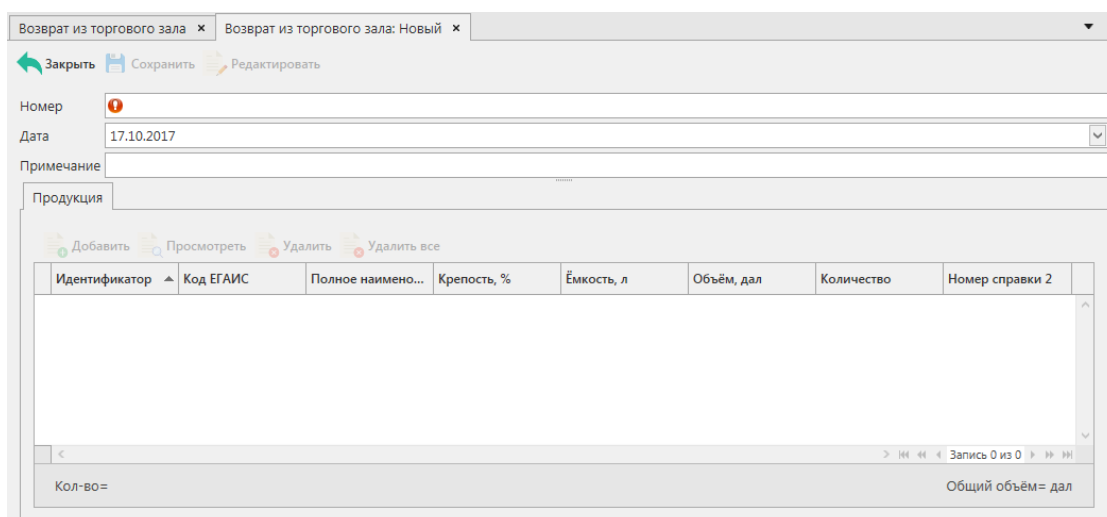 Возврат из торгового зала × Возврат из торгового зала: Новый ×
Закрыть Сохранить Редактировать
Номер
Дата 17.10.2017
Примечание
Продукция
Добавить Просмотреть Удалить Удалить все
Идентификатор Код ЕГАИС Полное наимено... Крепость, % Ёмкость, л Объём, дал Количество Номер справки 2
Запись 0 из 0
Кол-во= Общий объём= дал